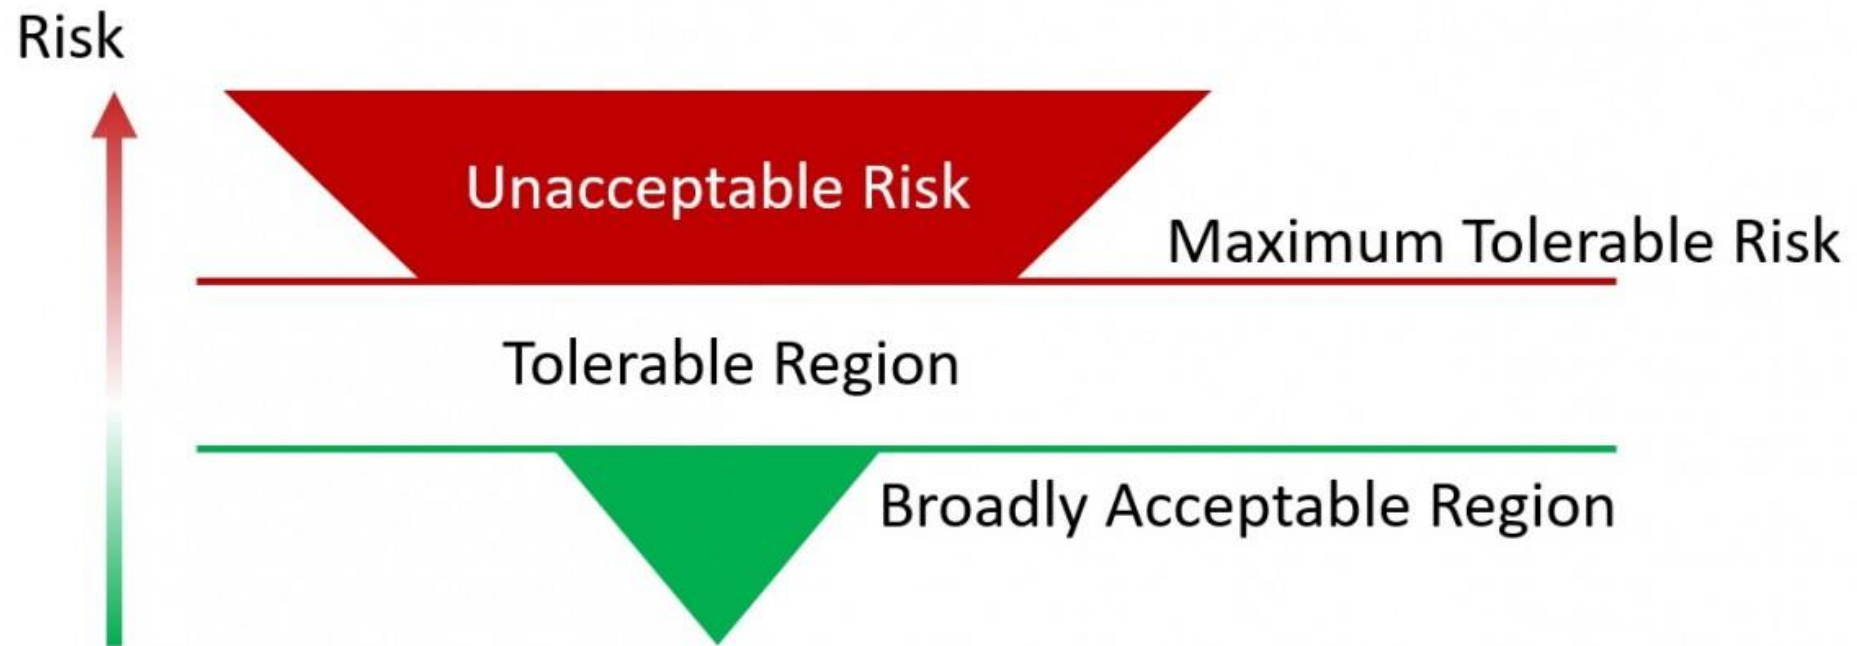 Risk
Unacceptable Risk
Maximum Tolerable Risk
Tolerable Region
Broadly Acceptable Region